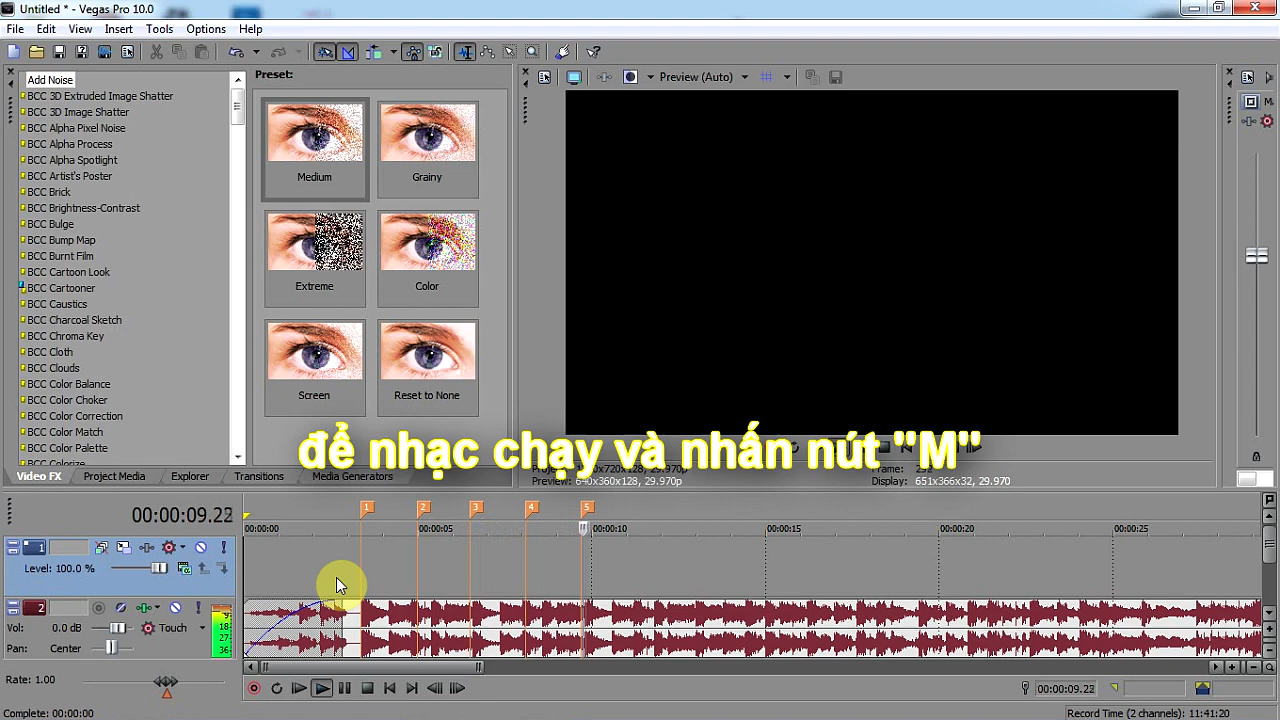 Untitled * - Vegas Pro 10.0
File Edit View Insert Tools Options Help
Add Noise
BCC 3D Extruded Image Shatter
BCC 3D Image Shatter
BCC Alpha Pixel Noise
BCC Alpha Process
BCC Alpha Spotlight
BCC Artist's Poster
BCC Brick
BCC Brightness-Contrast
BCC Bulge
BCC Bump Map
BCC Burnt Film
BCC Cartoon Look
BCC Cartooner
BCC Caustics
BCC Charcoal Sketch
BCC Chroma Key
BCC Cloth
BCC Clouds
BCC Color Balance
BCC Color Choker
BCC Color Correction
BCC Color Match
BCC Color Palette
BCC Colorize
Preset:
Medium Grainy
Extreme Color
Screen Reset to None
Preview (Auto)
để nhạc chạy và nhấn nút "M"
Video FX Project Media Explorer Transitions Media Generators
Preview: 640x360x128, 29.970p
Display: 651x366x32, 29.970
00:00:09.22
1 2 3 4 5
00:00:00 00:00:05 00:00:10 00:00:15 00:00:20 00:00:25
1
Level: 100.0 %
2
Vol: 0.0 dB Touch
Pan: Center
9
18
27
36
Rate: 1.00
00:00:09.22
Complete: 00:00:00
Record Time (2 channels): 11:41:20